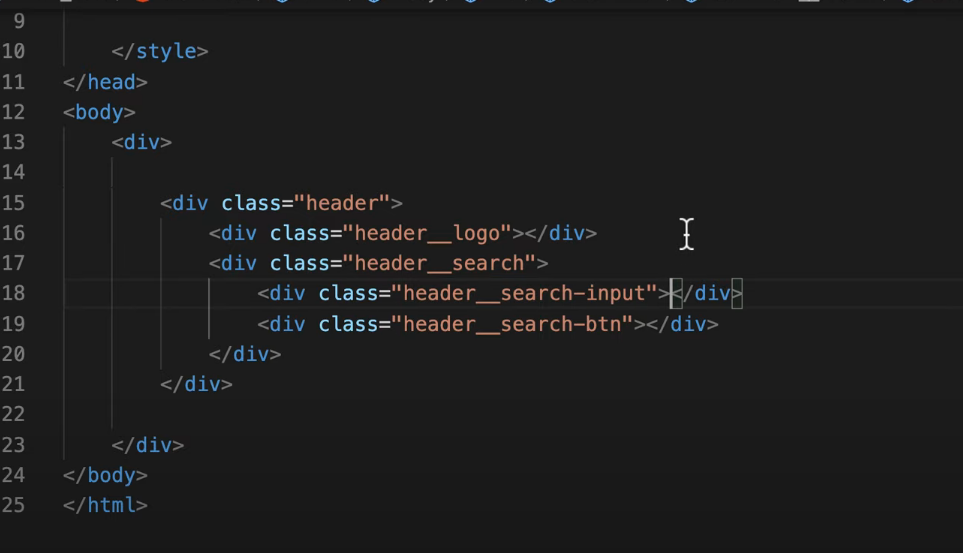 9
10 </style>
11 </head>
12 <body>
13 <div>
14
15 <div class="header">
16 <div class="header__logo"></div>
17 <div class="header__search">
18 <div class="header__search-input"></div>
19 <div class="header__search-btn"></div>
20 </div>
21 </div>
22
23 </div>
24 </body>
25 </html>